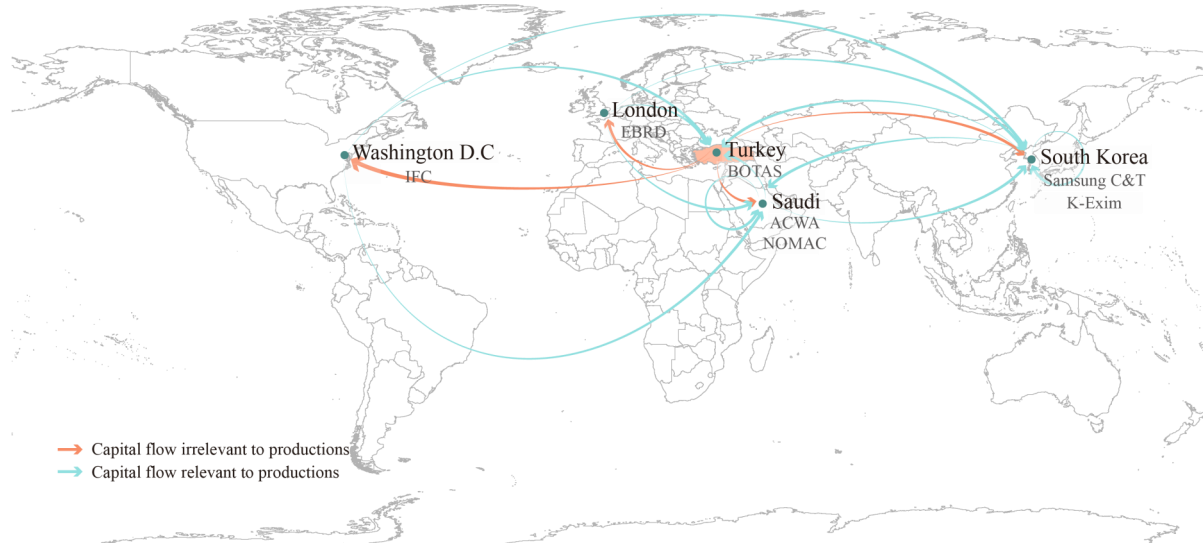 London
EBRD
Washington D.C
IFC
Turkey
BOTAS
South Korea
Samsung C&T
K-Exim
Saudi
ACWA
NOMAC
Capital flow irrelevant to productions
Capital flow relevant to productions